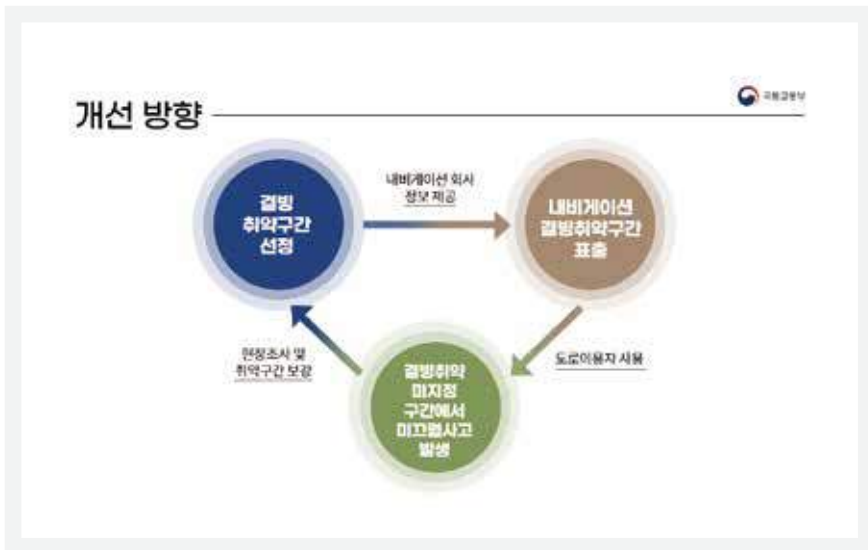 개선 방향
국토교통부
결빙
취약구간
선정
내비게이션 회사
정보 제공
내비게이션
결빙취약구간
표출
현장조사 및
취약구간 보강
도로이용자 사용
결빙취약
미지정
구간에서
미끄럼사고
발생